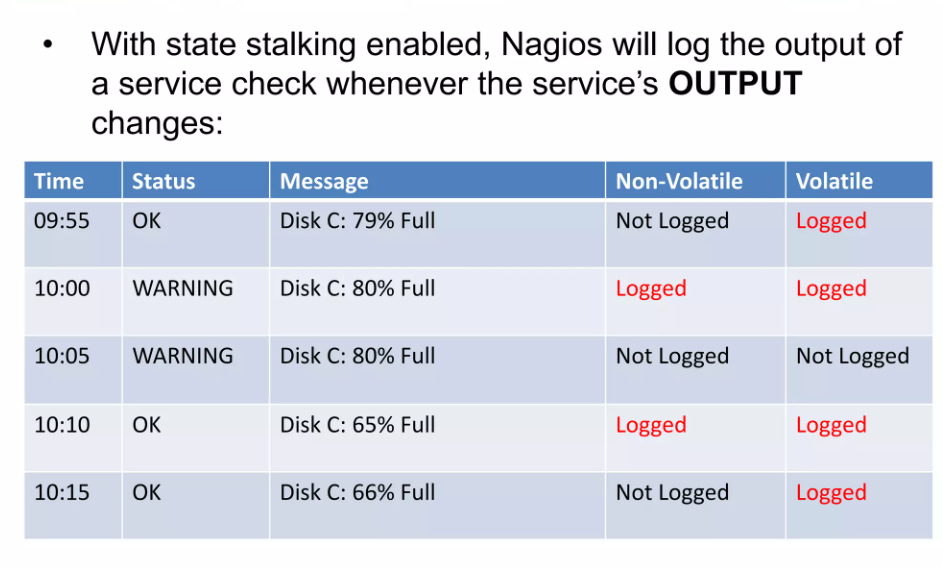 • With state stalking enabled, Nagios will log the output of
a service check whenever the service’s OUTPUT
changes:
Time Status Message Non-Volatile Volatile
09:55 OK Disk C: 79% Full Not Logged Logged
10:00 WARNING Disk C: 80% Full Logged Logged
10:05 WARNING Disk C: 80% Full Not Logged Not Logged
10:10 OK Disk C: 65% Full Logged Logged
10:15 OK Disk C: 66% Full Not Logged Logged